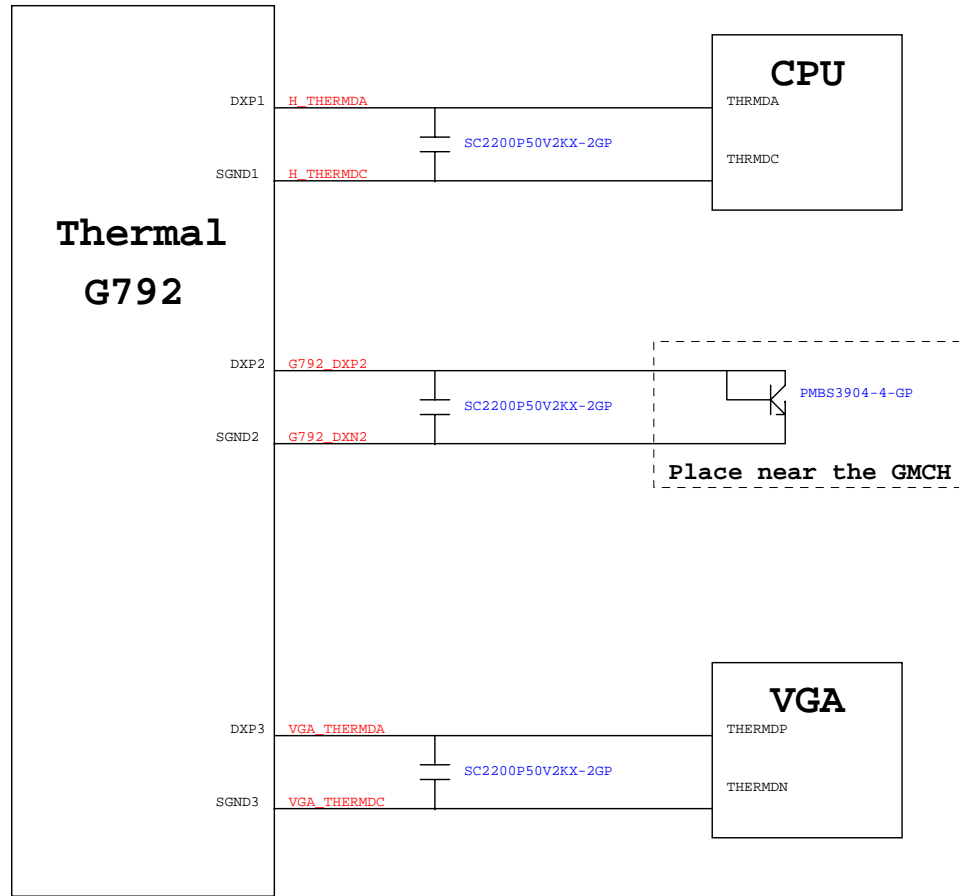 CPU
DXP1 H_THERMDA THRMDA
SC2200P50V2KX-2GP
THRMDC
SGND1 H_THERMDC
Thermal
G792
DXP2 G792_DXP2
PMBS3904-4-GP
SC2200P50V2KX-2GP
SGND2 G792_DXN2
Place near the GMCH
VGA
DXP3 VGA_THERMDA THERMDP
SC2200P50V2KX-2GP
THERMDN
SGND3 VGA_THERMDC